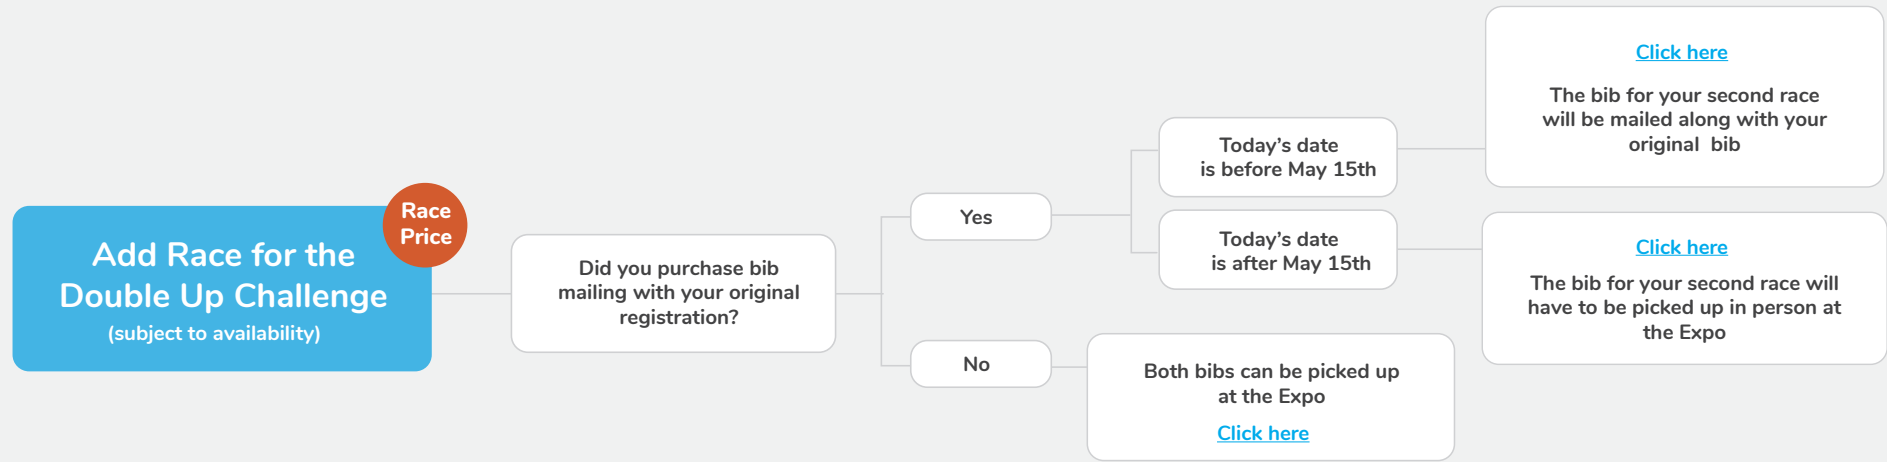 Add Race for the
Double Up Challenge
(subject to availability)
Race
Price
Did you purchase bib
mailing with your original
registration?
Yes
Today's date
is before May 15th
Click here
The bib for your second race
will be mailed along with your
original bib
Today's date
is after May 15th
Click here
The bib for your second race will
have to be picked up in person at
the Expo
No
Both bibs can be picked up
at the Expo
Click here